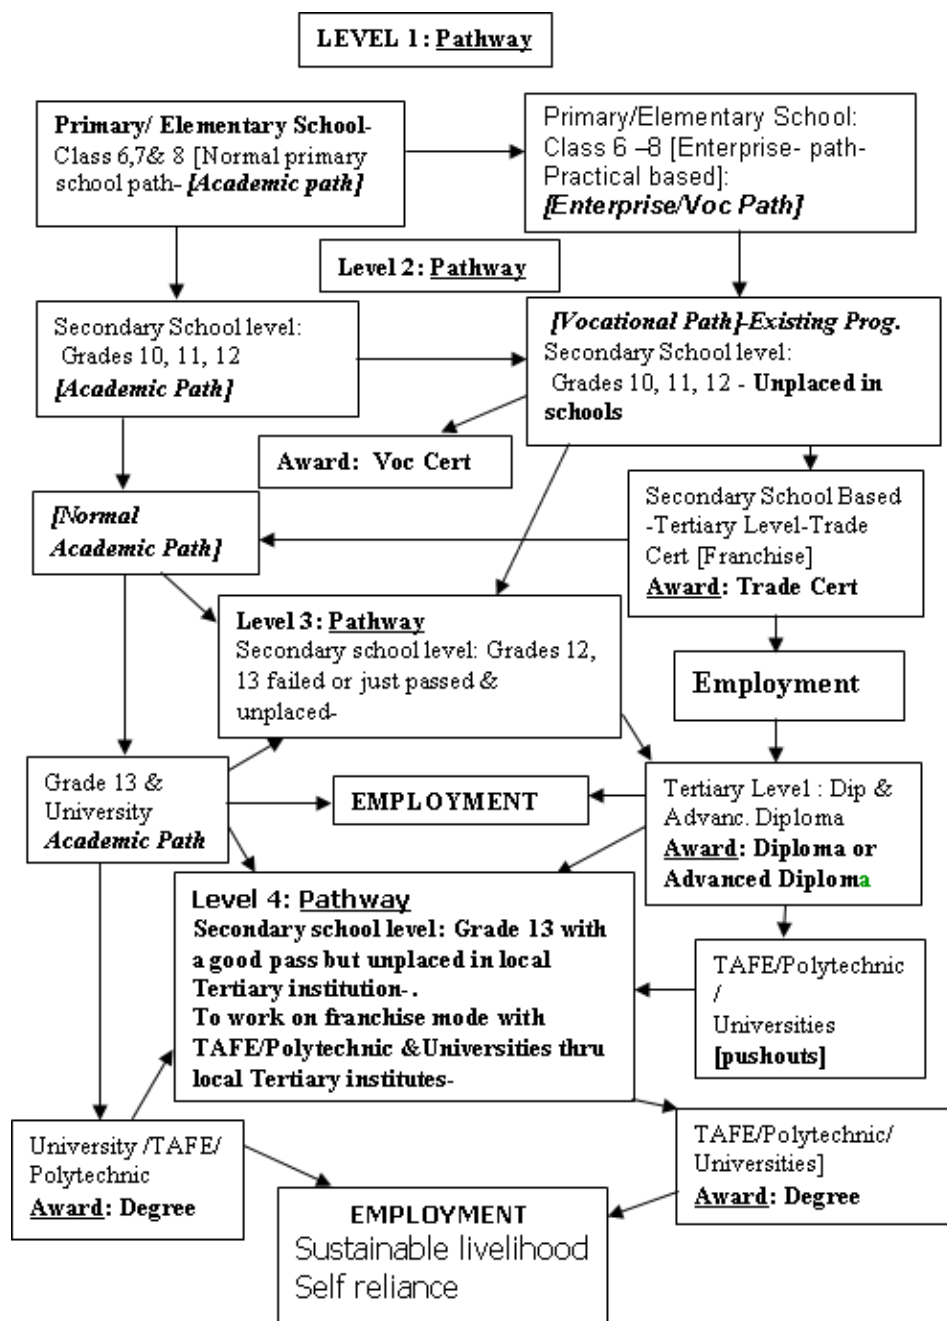 LEVEL 1: Pathway
Primary/ Elementary School-
Class 6,7& 8 [Normal primary
school path- [Academic path]
Primary/Elementary School:
Class 6 –8 [Enterprise- path-
Practical based]:
[Enterprise/Voc Path]
Level 2: Pathway
Secondary School level:
Grades 10, 11, 12
[Academic Path]
[Vocational Path]-Existing Prog.
Secondary School level:
Grades 10, 11, 12 - Unplaced in
schools
Award: Voc Cert
[Normal
Academic Path]
Secondary School Based
-Tertiary Level-Trade
Cert [Franchise]
Award: Trade Cert
Level 3: Pathway
Secondary school level: Grades 12,
13 failed or just passed &
unplaced-
Employment
Grade 13 &
University
Academic Path
EMPLOYMENT
Tertiary Level : Dip &
Advanc. Diploma
Award: Diploma or
Advanced Diploma
Level 4: Pathway
Secondary school level: Grade 13 with
a good pass but unplaced in local
Tertiary institution-.
To work on franchise mode with
TAFE/Polytechnic &Universities thru
local Tertiary institutes-
TAFE/Polytechnic
/
Universities
[pushouts]
University /TAFE/
Polytechnic
Award: Degree
TAFE/Polytechnic/
Universities]
Award: Degree
EMPLOYMENT
Sustainable livelihood
Self reliance